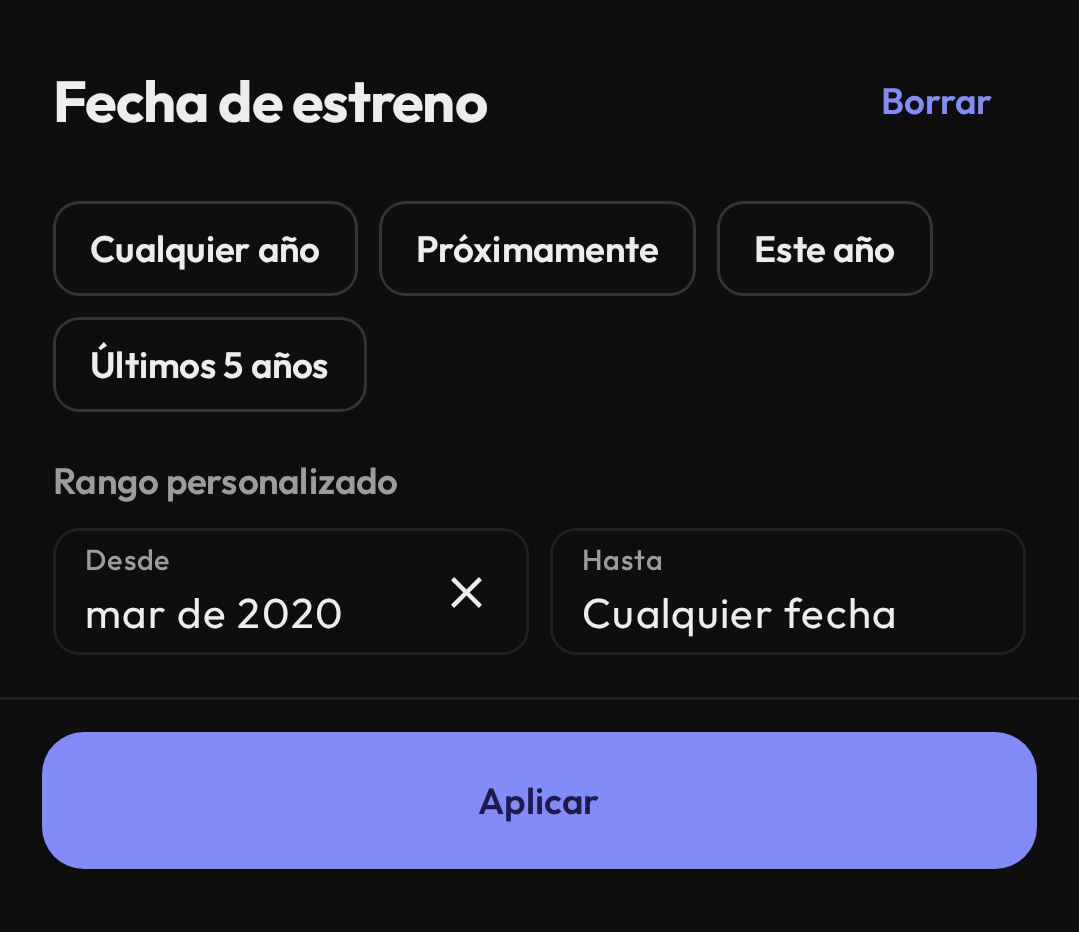 Fecha de estreno
Borrar
Cualquier año
Próximamente
Este año
Últimos 5 años
Rango personalizado
Desde
mar de 2020
Hasta
Cualquier fecha
Aplicar